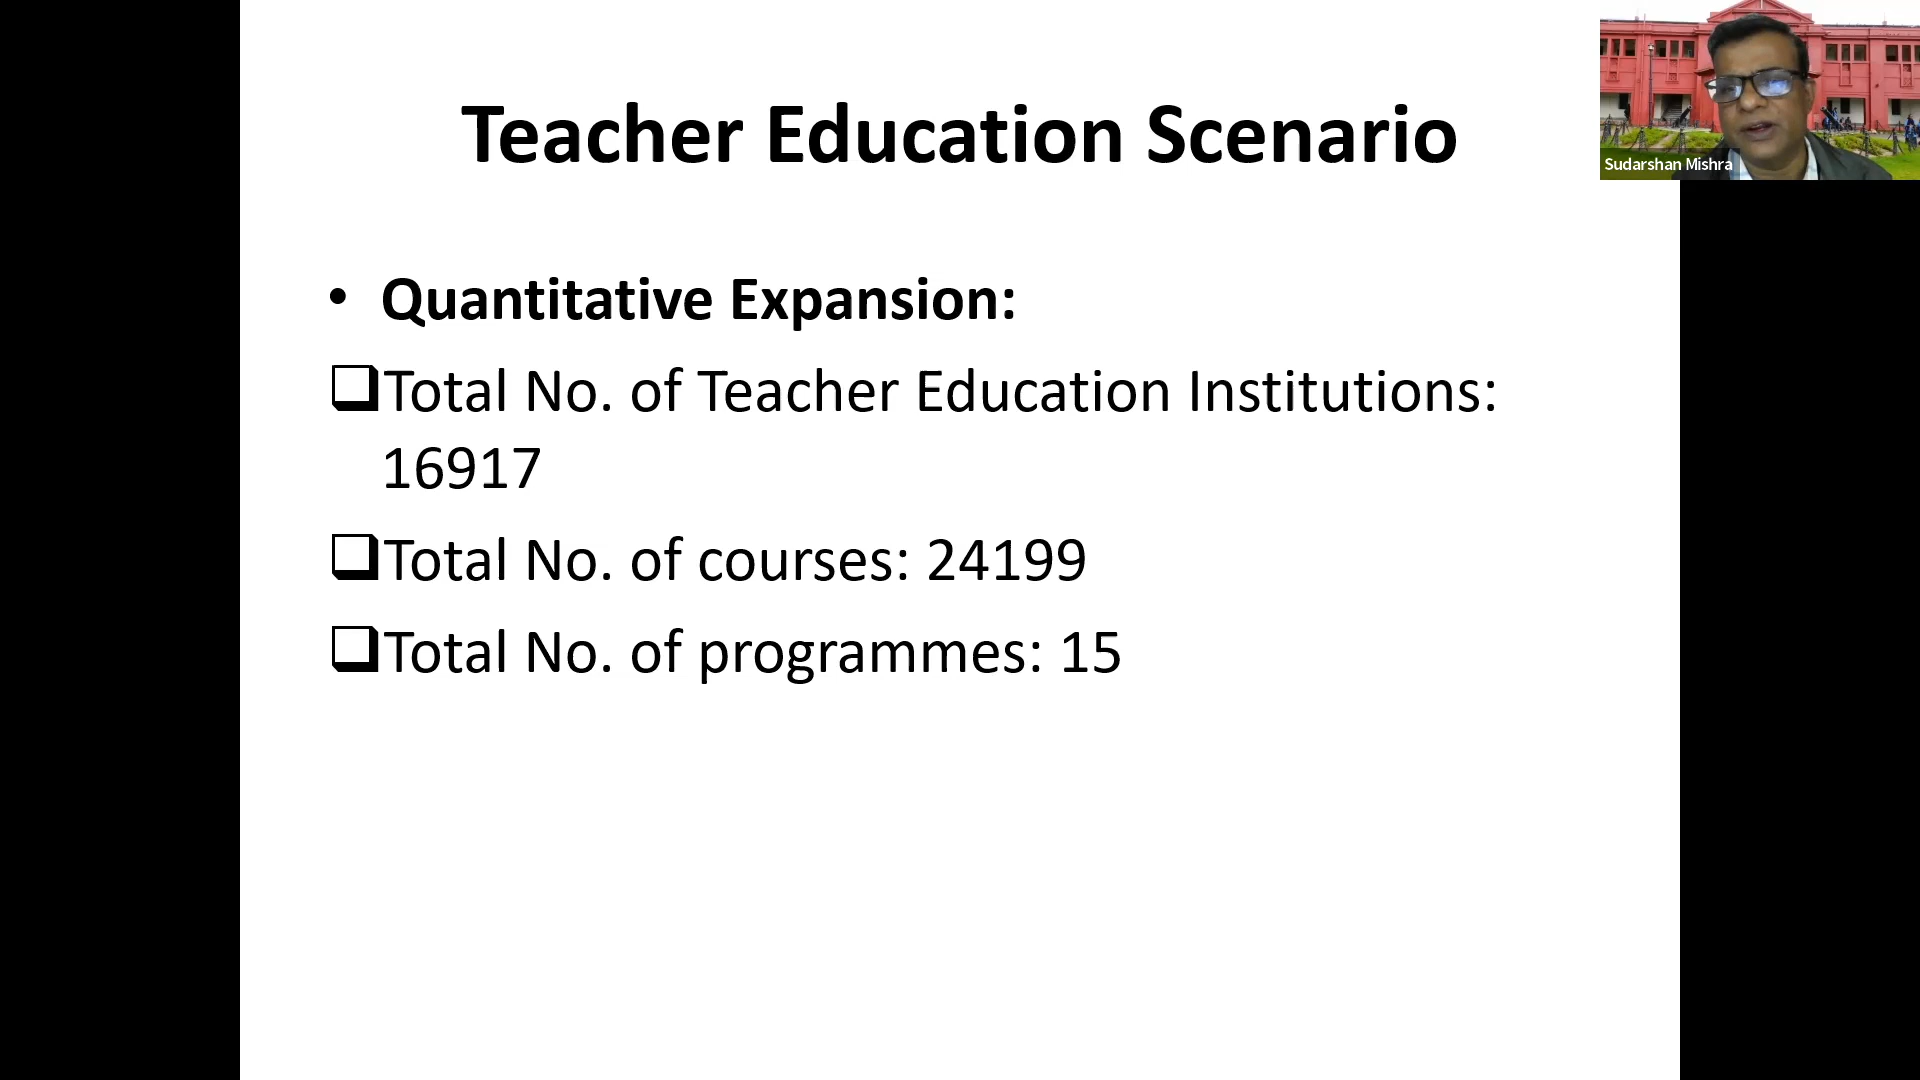 Teacher Education Scenario
Sudarshan Mishra
• Quantitative Expansion:
❑Total No. of Teacher Education Institutions:
16917
❑Total No. of courses: 24199
❑Total No. of programmes: 15